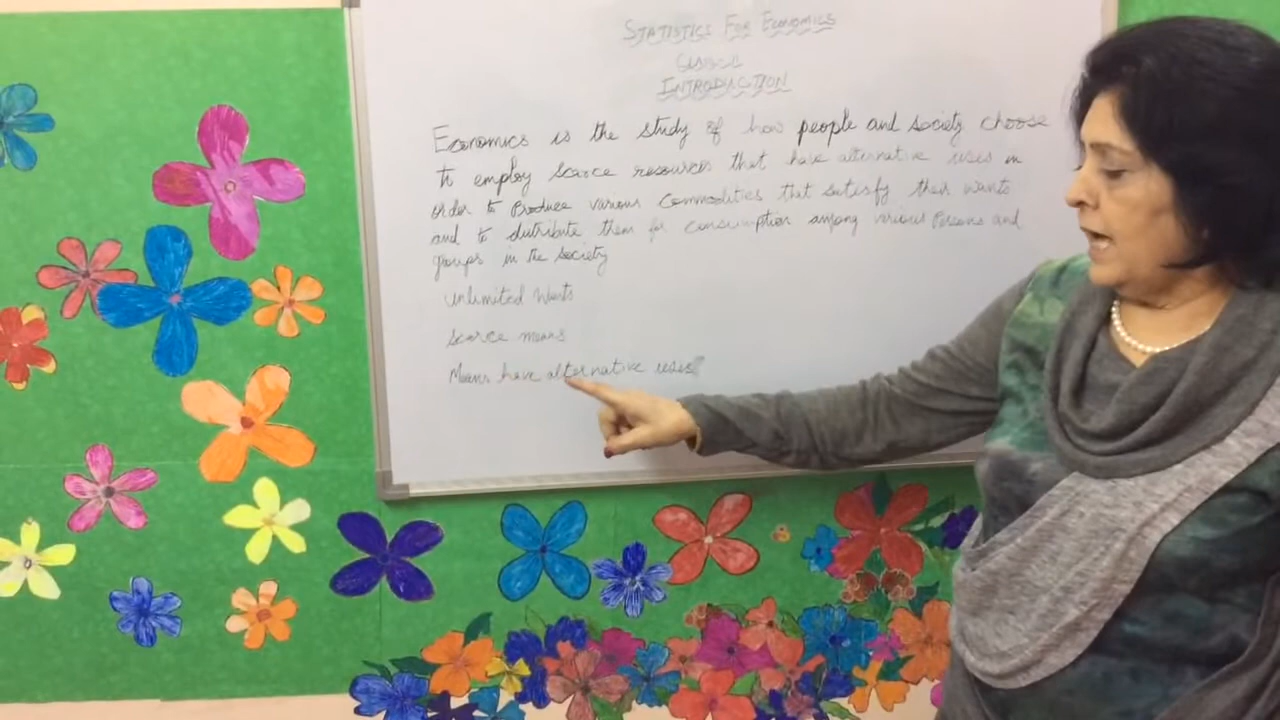 STATISTICS FOR ECONOMICS
INTRODUCTION
Economics is the study of how people and society choose
to employ scarce resources that have alternative uses in
order to Produce various Commodities that satisfy their wants
and to distribute them for consumption among various Persons and
groups in the Society
Unlimited Wants
Scarce means
Means have alternative uses